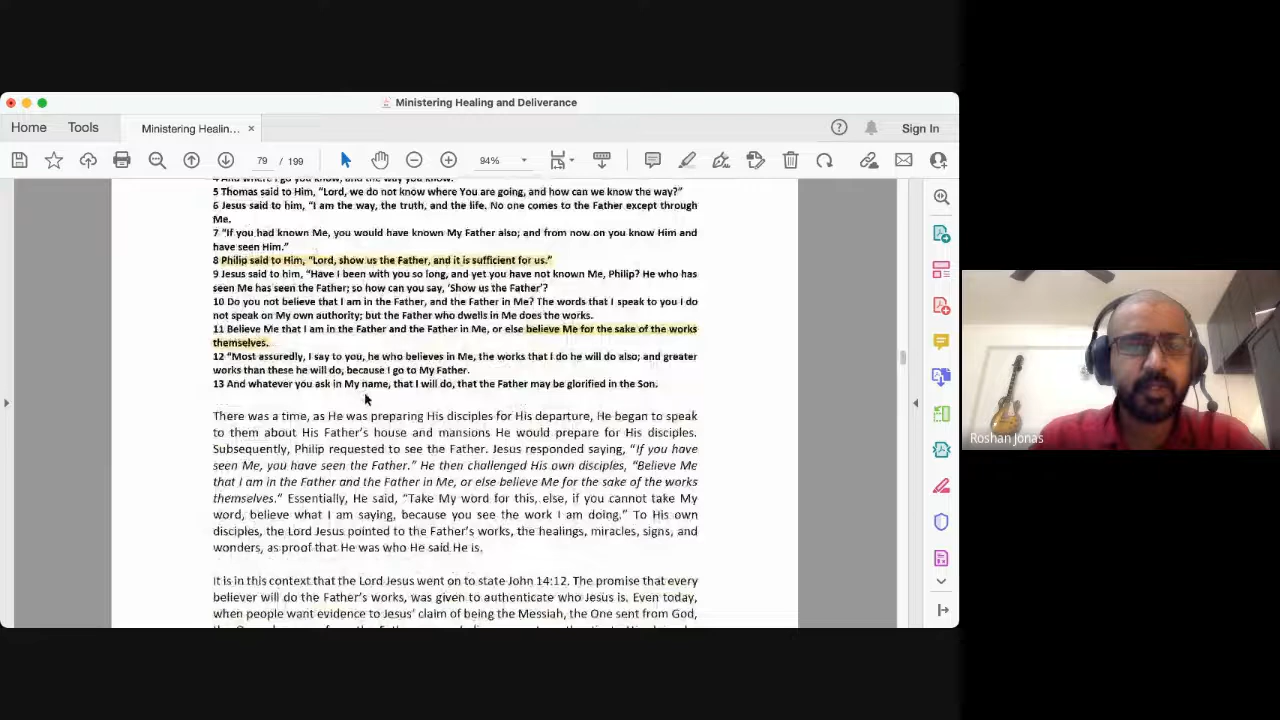 Ministering Healing and Deliverance
Home
Tools
Ministering Healin...
Sign In
79 / 199
94%
5 Thomas said to Him, “Lord, we do not know where You are going, and how can we know the way?”
6 Jesus said to him, “I am the way, the truth, and the life. No one comes to the Father except through
Me.
7 “If you had known Me, you would have known My Father also; and from now on you know Him and
have seen Him.”
8 Philip said to Him, “Lord, show us the Father, and it is sufficient for us.”
9 Jesus said to him, “Have I been with you so long, and yet you have not known Me, Philip? He who has
seen Me has seen the Father; so how can you say, ‘Show us the Father’?
10 Do you not believe that I am in the Father, and the Father in Me? The words that I speak to you I do
not speak on My own authority; but the Father who dwells in Me does the works.
11 Believe Me that I am in the Father and the Father in Me, or else believe Me for the sake of the works
themselves.
12 “Most assuredly, I say to you, he who believes in Me, the works that I do he will do also; and greater
works than these he will do, because I go to My Father.
13 And whatever you ask in My name, that I will do, that the Father may be glorified in the Son.
There was a time, as He was preparing His disciples for His departure, He began to speak
to them about His Father’s house and mansions He would prepare for His disciples.
Subsequently, Philip requested to see the Father. Jesus responded saying, “If you have
seen Me, you have seen the Father.” He then challenged His own disciples, “Believe Me
that I am in the Father and the Father in Me, or else believe Me for the sake of the works
themselves.” Essentially, He said, “Take My word for this, else, if you cannot take My
word, believe what I am saying, because you see the work I am doing.” To His own
disciples, the Lord Jesus pointed to the Father’s works, the healings, miracles, signs, and
wonders, as proof that He was who He said He is.
It is in this context that the Lord Jesus went on to state John 14:12. The promise that every
believer will do the Father’s works, was given to authenticate who Jesus is. Even today,
when people want evidence to Jesus’ claim of being the Messiah, the One sent from God,
Roshan Jonas